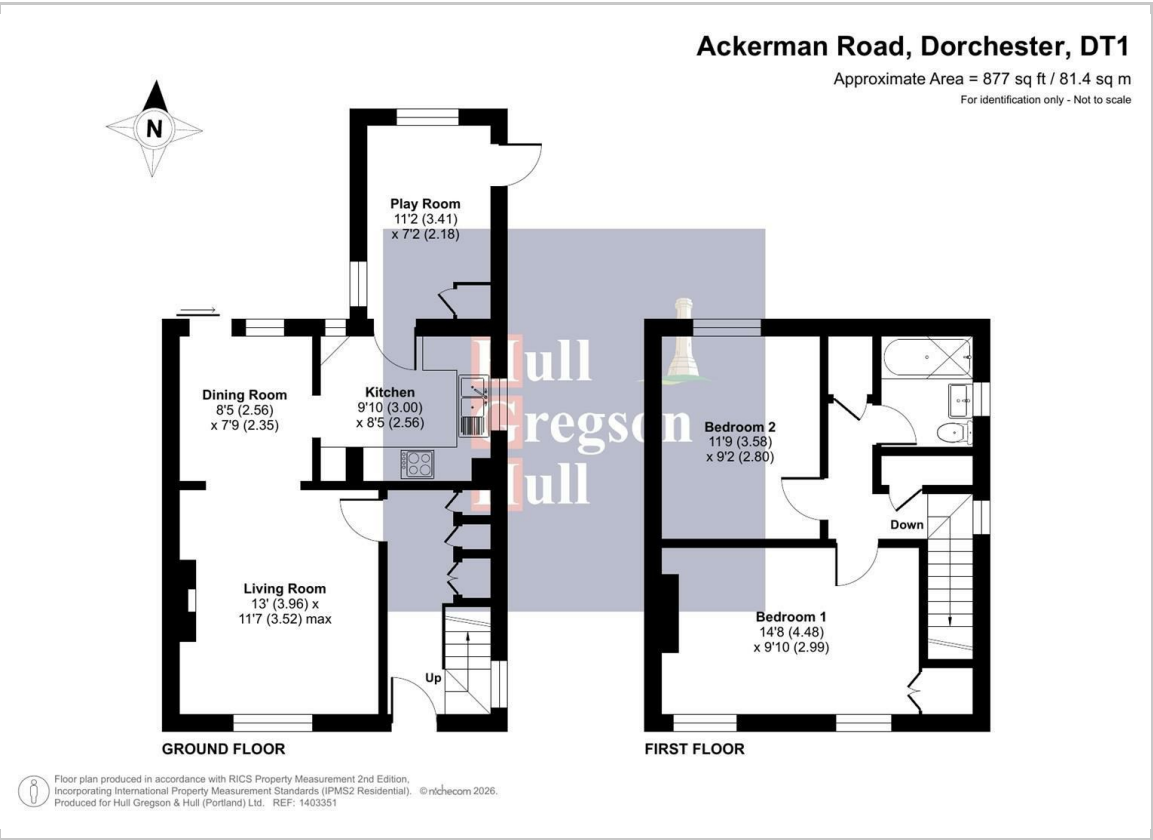 Ackerman Road, Dorchester, DT1
Approximate Area = 877 sq ft / 81.4 sq m
For identification only - Not to scale
N
Play Room
11'2 (3.41)
x 7'2 (2.18)
Dining Room
8'5 (2.56)
x 7'9 (2.35)
Kitchen
9'10 (3.00)
x 8'5 (2.56)
Living Room
13' (3.96) x
11'7 (3.52) max
Up
GROUND FLOOR
Hull
Gregson
Hull
Bedroom 2
11'9 (3.58)
x 9'2 (2.80)
Down
Bedroom 1
14'8 (4.48)
x 9'10 (2.99)
FIRST FLOOR
Floor plan produced in accordance with RICS Property Measurement 2nd Edition,
Incorporating International Property Measurement Standards (IPMS2 Residential). © nichecom 2026.
Produced for Hull Gregson & Hull (Portland) Ltd. REF: 1403351